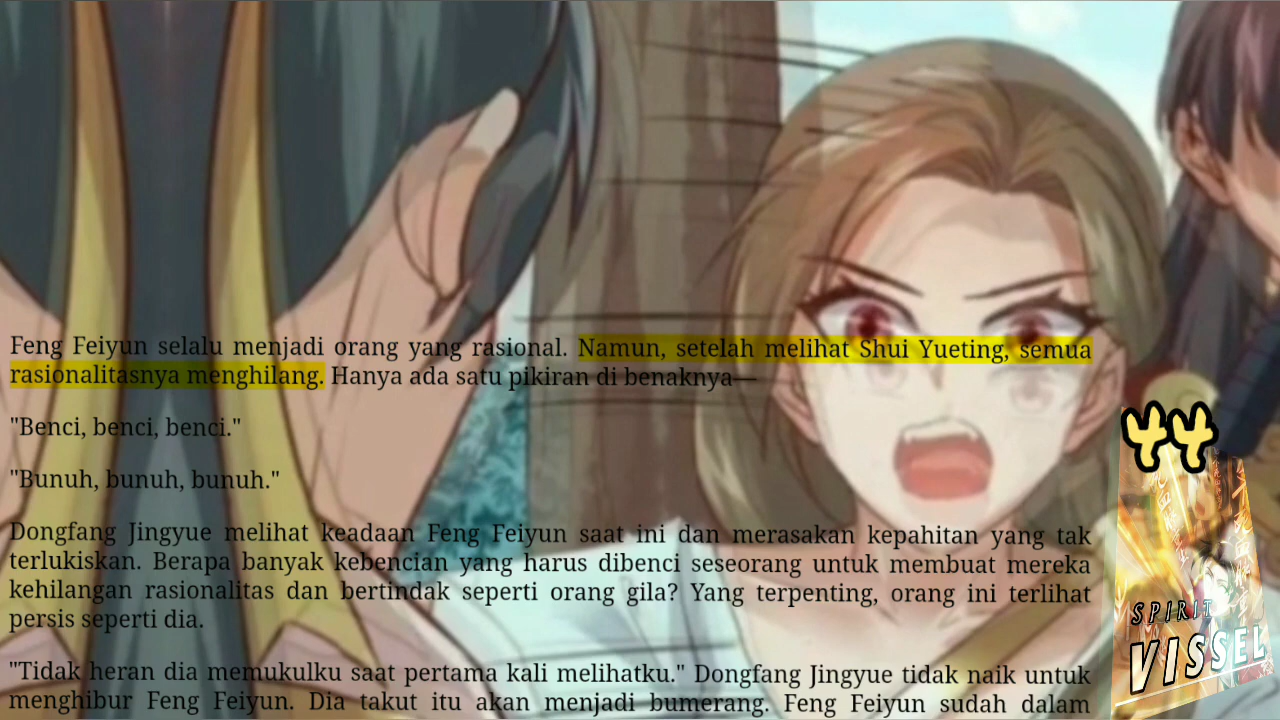 Feng Feiyun selalu menjadi orang yang rasional. Namun, setelah melihat Shui Yueting, semua
rasionalitasnya menghilang. Hanya ada satu pikiran di benaknya—
"Benci, benci, benci."
"Bunuh, bunuh, bunuh."
Dongfang Jingyue melihat keadaan Feng Feiyun saat ini dan merasakan kepahitan yang tak
terlukiskan. Berapa banyak kebencian yang harus dibenci seseorang untuk membuat mereka
kehilangan rasionalitas dan bertindak seperti orang gila? Yang terpenting, orang ini terlihat
persis seperti dia.
"Tidak heran dia memukulku saat pertama kali melihatku." Dongfang Jingyue tidak naik untuk
menghibur Feng Feiyun. Dia takut itu akan menjadi bumerang. Feng Feiyun sudah dalam
44
SPIRIT
VISSEL